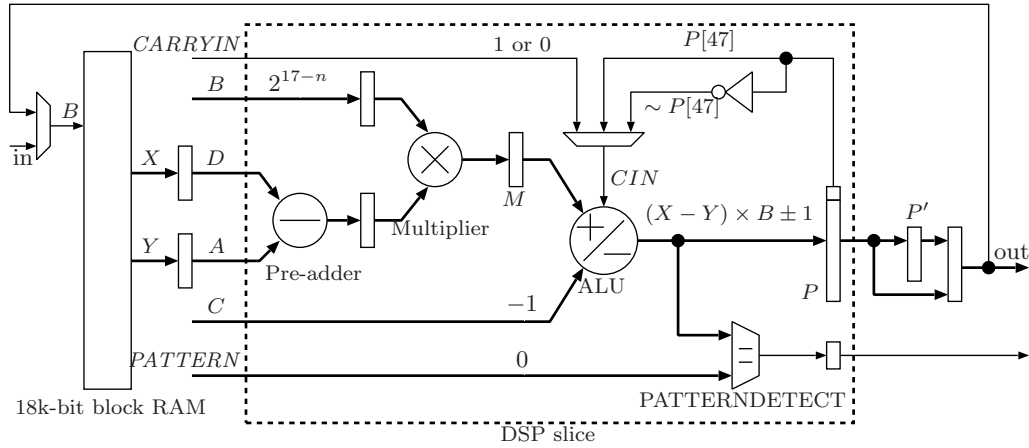 CARRYIN
1 or 0
P[47]
B
2^{17−n}
∼ P[47]
B
in
X
D
CIN
M
(X − Y) × B ± 1
P′
Multiplier
Y
A
out
Pre-adder
ALU
P
C
−1
PATTERN
0
PATTERNDETECT
18k-bit block RAM
DSP slice